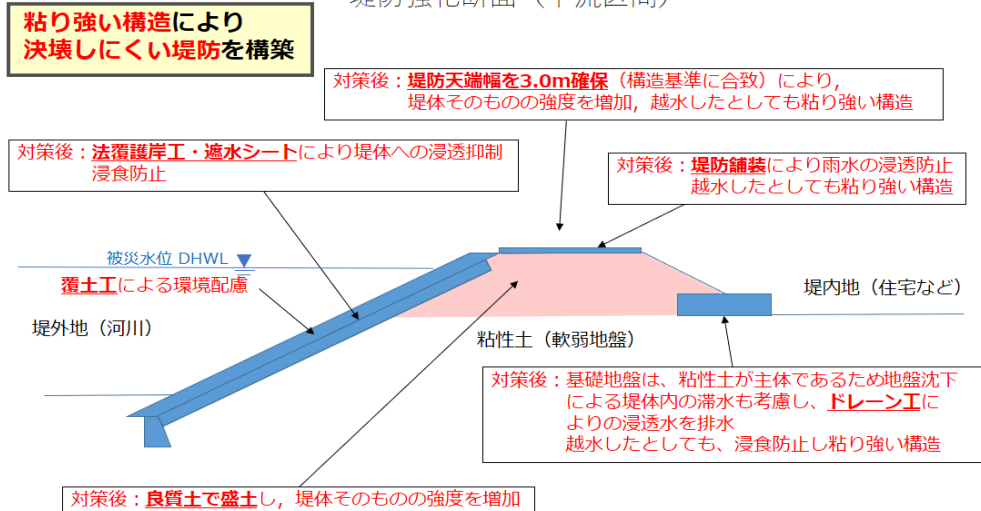 堤防強化断面（下流区間）
粘り強い構造により
決壊しにくい堤防を構築
対策後：堤防天端幅を3.0m確保（構造基準に合致）により，
堤体そのものの強度を増加，越水したとしても粘り強い構造
対策後：法覆護岸工・遮水シートにより堤体への浸透抑制
浸食防止
対策後：堤防舗装により雨水の浸透防止
越水したとしても粘り強い構造
被災水位 DHWL
覆土工による環境配慮
堤内地（住宅など）
堤外地（河川）
粘性土（軟弱地盤）
対策後：基礎地盤は、粘性土が主体であるため地盤沈下
による堤体内の滞水も考慮し、ドレーン工に
よりの浸透水を排水
越水したとしても、浸食防止し粘り強い構造
対策後：良質土で盛土し，堤体そのものの強度を増加